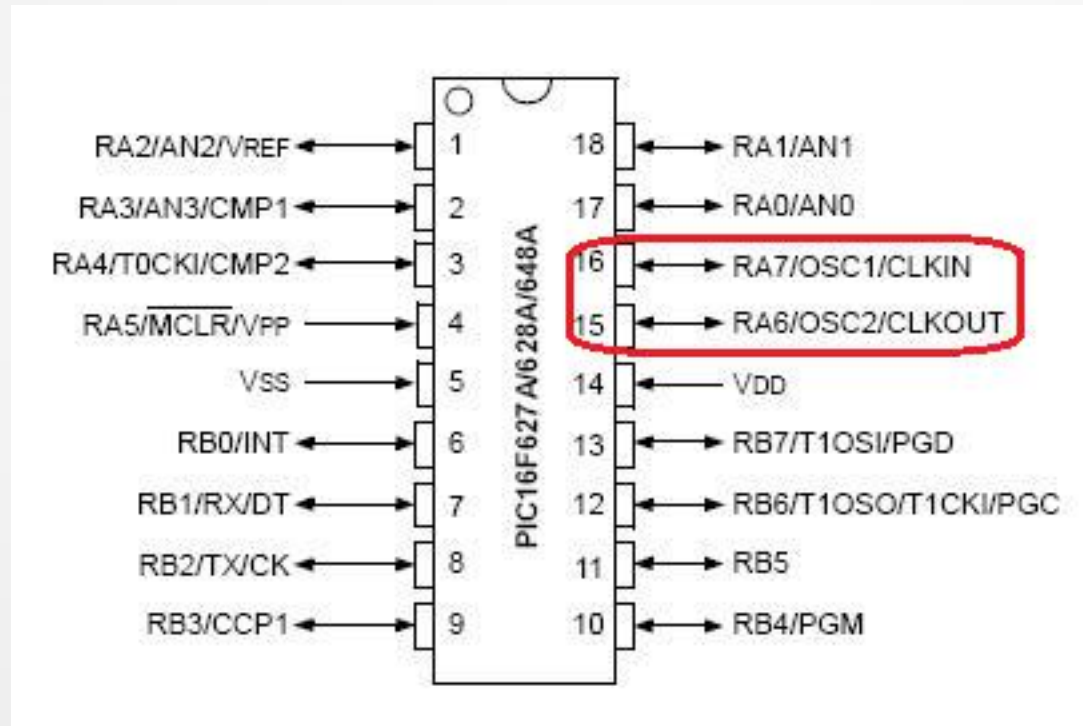 RA2/AN2/VREF 1 18 RA1/AN1
RA3/AN3/CMP1 2 17 RA0/AN0
RA4/T0CKI/CMP2 3 16 RA7/OSC1/CLKIN
RA5/MCLR/VPP 4 15 RA6/OSC2/CLKOUT
VSS 5 14 VDD
RB0/INT 6 13 RB7/T1OSI/PGD
RB1/RX/DT 7 12 RB6/T1OSO/T1CKI/PGC
RB2/TX/CK 8 11 RB5
RB3/CCP1 9 10 RB4/PGM
PIC16F627A/628A/648A